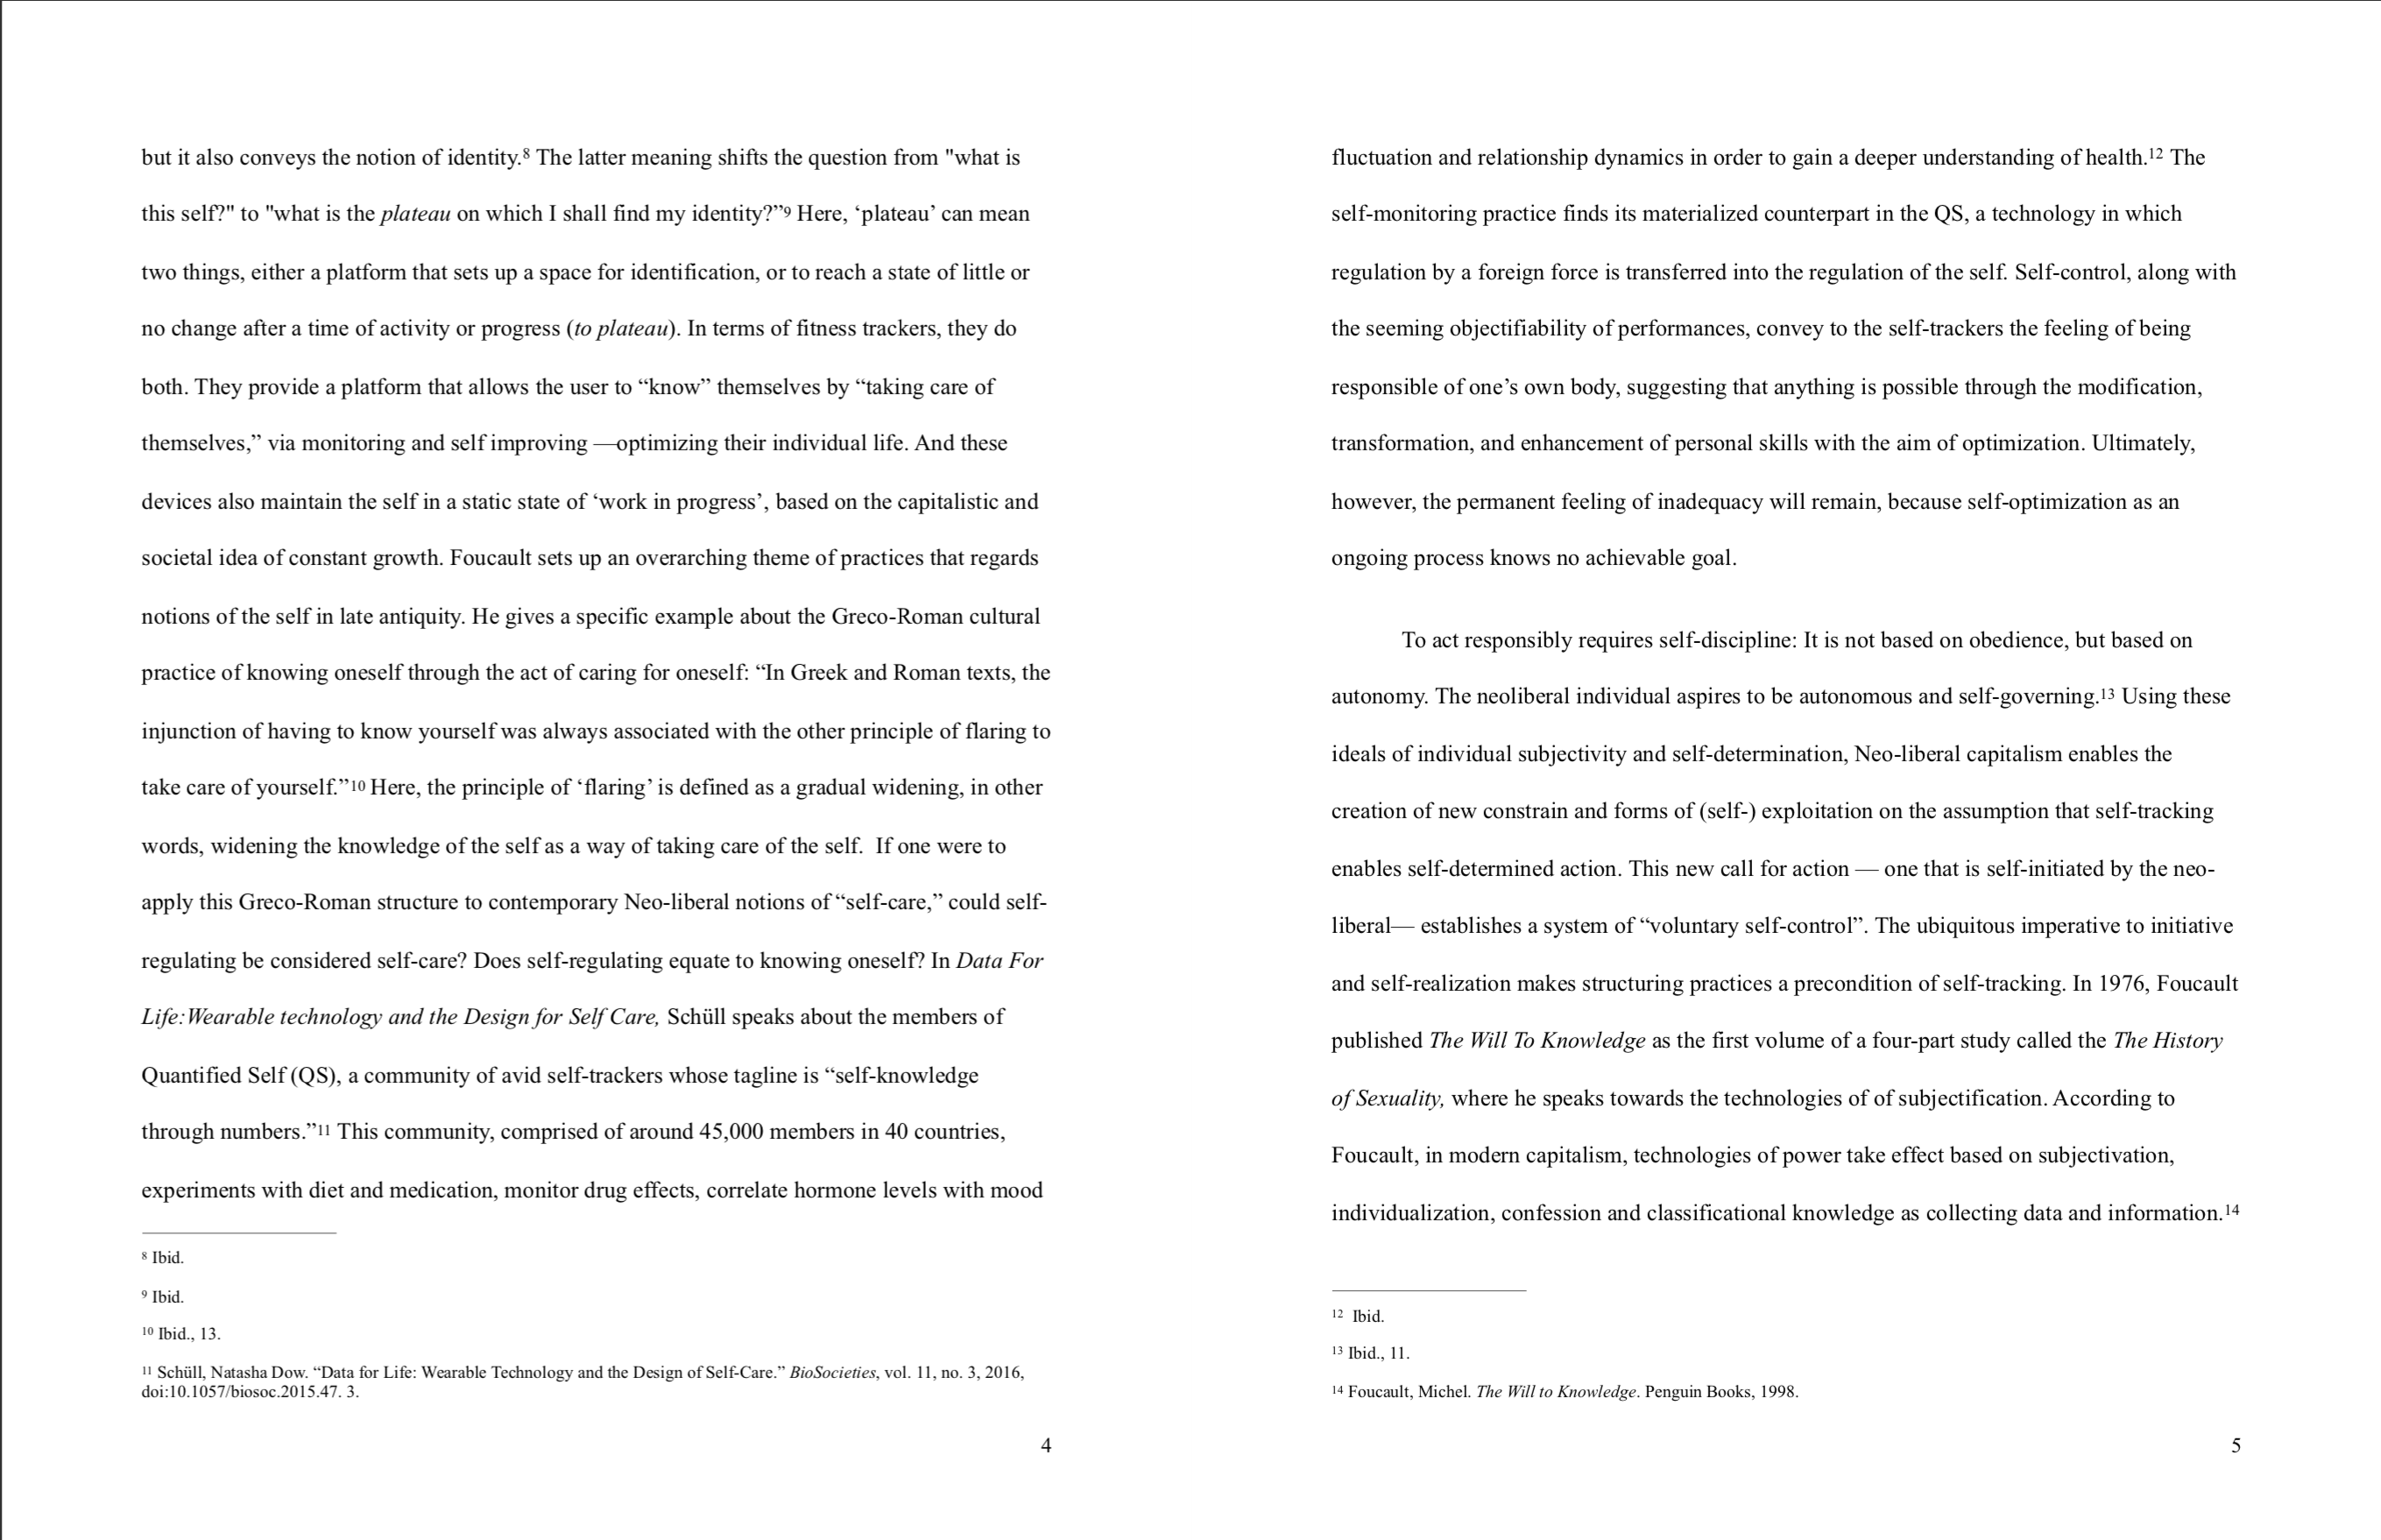 but it also conveys the notion of identity.8 The latter meaning shifts the question from "what is
this self?" to "what is the plateau on which I shall find my identity?”9 Here, ‘plateau’ can mean
two things, either a platform that sets up a space for identification, or to reach a state of little or
no change after a time of activity or progress (to plateau). In terms of fitness trackers, they do
both. They provide a platform that allows the user to “know” themselves by “taking care of
themselves,” via monitoring and self improving —optimizing their individual life. And these
devices also maintain the self in a static state of ‘work in progress’, based on the capitalistic and
societal idea of constant growth. Foucault sets up an overarching theme of practices that regards
notions of the self in late antiquity. He gives a specific example about the Greco-Roman cultural
practice of knowing oneself through the act of caring for oneself: “In Greek and Roman texts, the
injunction of having to know yourself was always associated with the other principle of flaring to
take care of yourself.”10 Here, the principle of ‘flaring’ is defined as a gradual widening, in other
words, widening the knowledge of the self as a way of taking care of the self.  If one were to
apply this Greco-Roman structure to contemporary Neo-liberal notions of “self-care,” could self-
regulating be considered self-care? Does self-regulating equate to knowing oneself? In Data For
Life:Wearable technology and the Design for Self Care, Schüll speaks about the members of
Quantified Self (QS), a community of avid self-trackers whose tagline is “self-knowledge
through numbers.”11 This community, comprised of around 45,000 members in 40 countries,
experiments with diet and medication, monitor drug effects, correlate hormone levels with mood
8 Ibid.
9 Ibid.
10 Ibid., 13.
11 Schüll, Natasha Dow. “Data for Life: Wearable Technology and the Design of Self-Care.” BioSocieties, vol. 11, no. 3, 2016,
doi:10.1057/biosoc.2015.47. 3.
4
fluctuation and relationship dynamics in order to gain a deeper understanding of health.12 The
self-monitoring practice finds its materialized counterpart in the QS, a technology in which
regulation by a foreign force is transferred into the regulation of the self. Self-control, along with
the seeming objectifiability of performances, convey to the self-trackers the feeling of being
responsible of one’s own body, suggesting that anything is possible through the modification,
transformation, and enhancement of personal skills with the aim of optimization. Ultimately,
however, the permanent feeling of inadequacy will remain, because self-optimization as an
ongoing process knows no achievable goal.
To act responsibly requires self-discipline: It is not based on obedience, but based on
autonomy. The neoliberal individual aspires to be autonomous and self-governing.13 Using these
ideals of individual subjectivity and self-determination, Neo-liberal capitalism enables the
creation of new constrain and forms of (self-) exploitation on the assumption that self-tracking
enables self-determined action. This new call for action — one that is self-initiated by the neo-
liberal— establishes a system of “voluntary self-control”. The ubiquitous imperative to initiative
and self-realization makes structuring practices a precondition of self-tracking. In 1976, Foucault
published The Will To Knowledge as the first volume of a four-part study called the The History
of Sexuality, where he speaks towards the technologies of of subjectification. According to
Foucault, in modern capitalism, technologies of power take effect based on subjectivation,
individualization, confession and classificational knowledge as collecting data and information.14
12  Ibid.
13 Ibid., 11.
14 Foucault, Michel. The Will to Knowledge. Penguin Books, 1998.
5